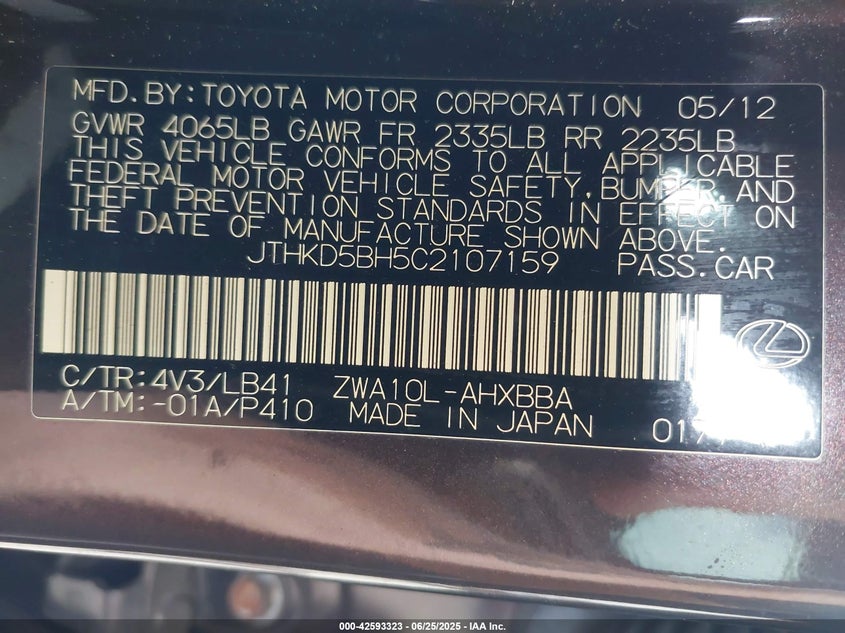 MFD.BY:TOYOTA MOTOR CORPORATION 05/12
GVWR 4065LB GAWR FR 2335LB RR 2235LB
THIS VEHICLE CONFORMS TO ALL APPLICABLE
FEDERAL MOTOR VEHICLE SAFETY,BUMPER,AND
THEFT PREVENTION STANDARDS IN EFFECT ON
THE DATE OF MANUFACTURE SHOWN ABOVE.
JTHKD5BH5C2107159 PASS.CAR
C/TR:4V3/LB41 ZWA10L-AHXBBA
A/TM:-01A/P410 MADE IN JAPAN
000-42593323 - 06/25/2025 - IAA Inc.